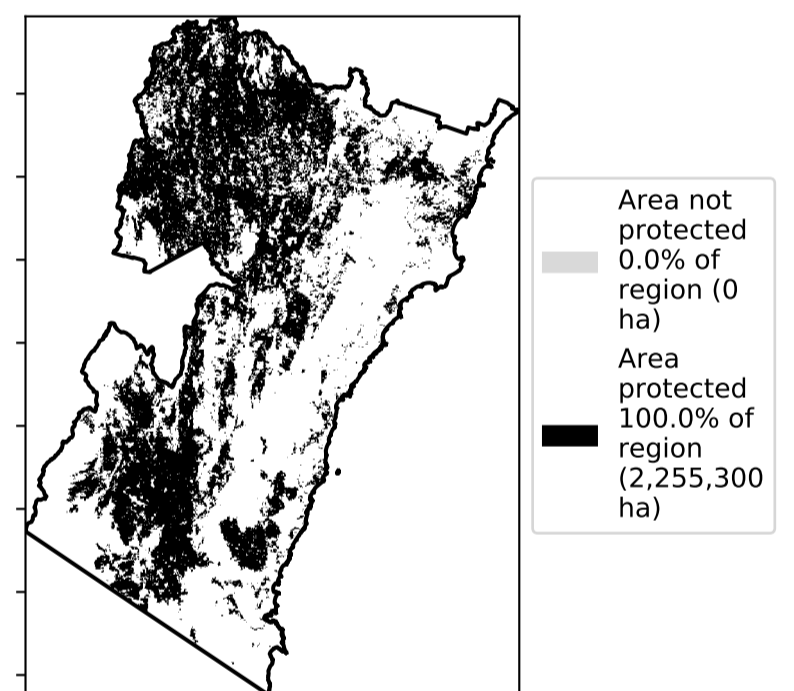 Area not
protected
0.0% of
region (0
ha)
Area
protected
100.0% of
region
(2,255,300
ha)